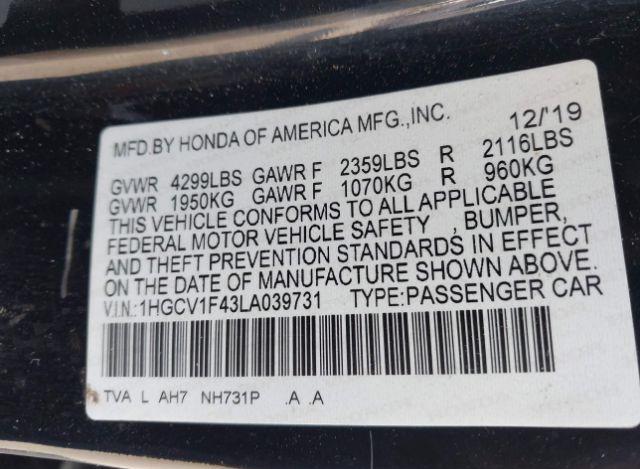 MFD.BY HONDA OF AMERICA MFG.,INC. 12/'19
GVWR 4299LBS GAWR F 2359LBS R 2116LBS
GVWR 1950KG GAWR F 1070KG R 960KG
THIS VEHICLE CONFORMS TO ALL APPLICABLE
FEDERAL MOTOR VEHICLE SAFETY , BUMPER,
AND THEFT PREVENTION STANDARDS IN EFFECT
ON THE DATE OF MANUFACTURE SHOWN ABOVE.
V.I.N.:1HGCV1F43LA039731 TYPE:PASSENGER CAR
TVA L AH7 NH731P .A .A